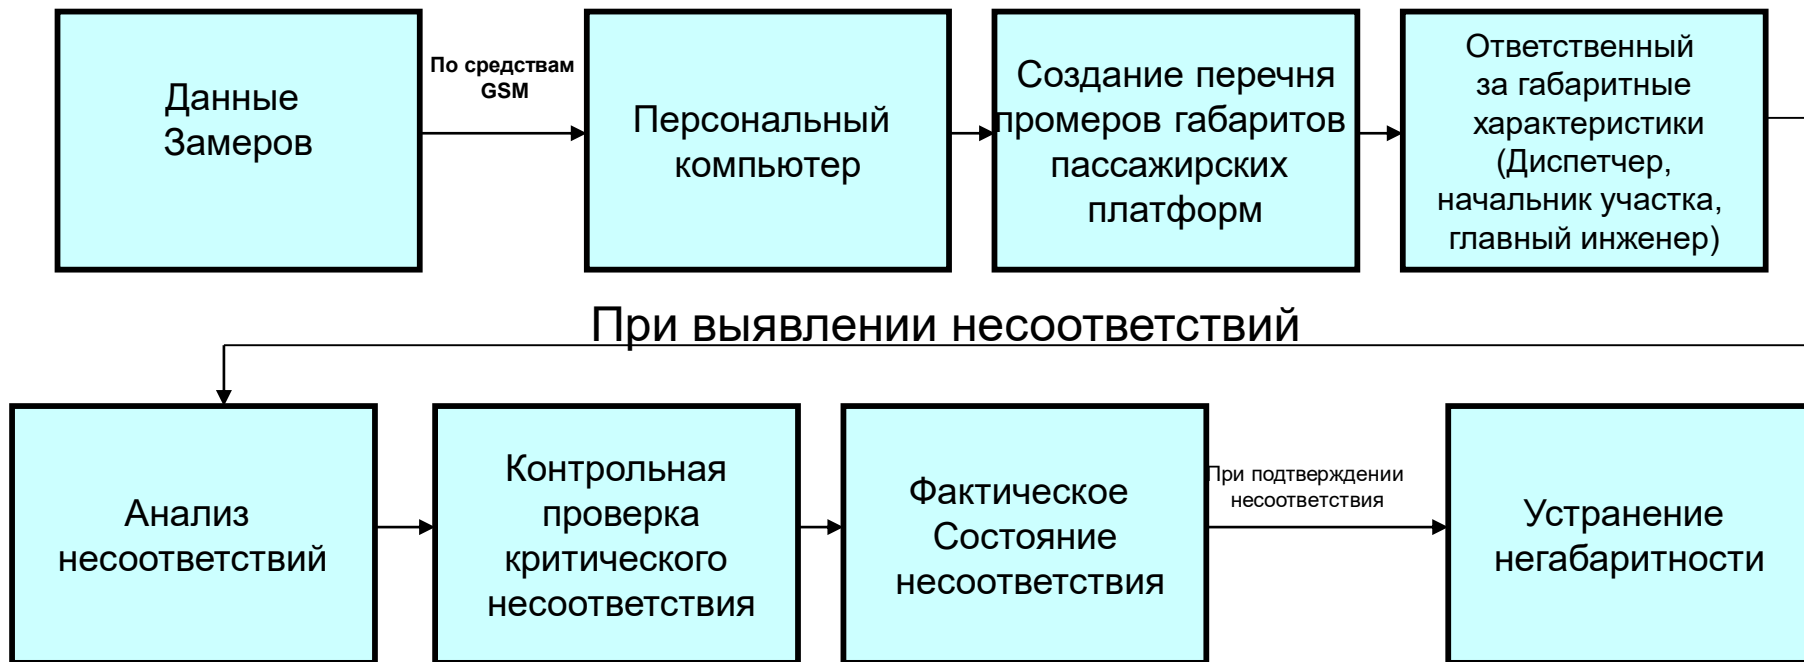 Данные
Замеров
По средствам
GSM
Персональный
компьютер
Создание перечня
промеров габаритов
пассажирских
платформ
Ответственный
за габаритные
характеристики
(Диспетчер,
начальник участка,
главный инженер)
При выявлении несоответствий
Анализ
несоответствий
Контрольная
проверка
критического
несоответствия
Фактическое
Состояние
несоответствия
При подтверждении
несоответствия
Устранение
негабаритности